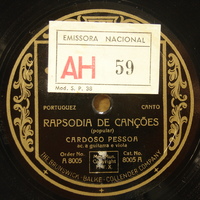 EMISSORA NACIONAL
AH 59
Mod. S. P. 38
PORTUGUEZ CANTO
RAPSODIA DE CANÇÕES
(popular)
CARDOSO PESSOA
ac. à guitarra e viola
Order No. Cat. No.
A 8005 8005 A
THE BRUNSWICK-BALKE-COLLENDER COMPANY